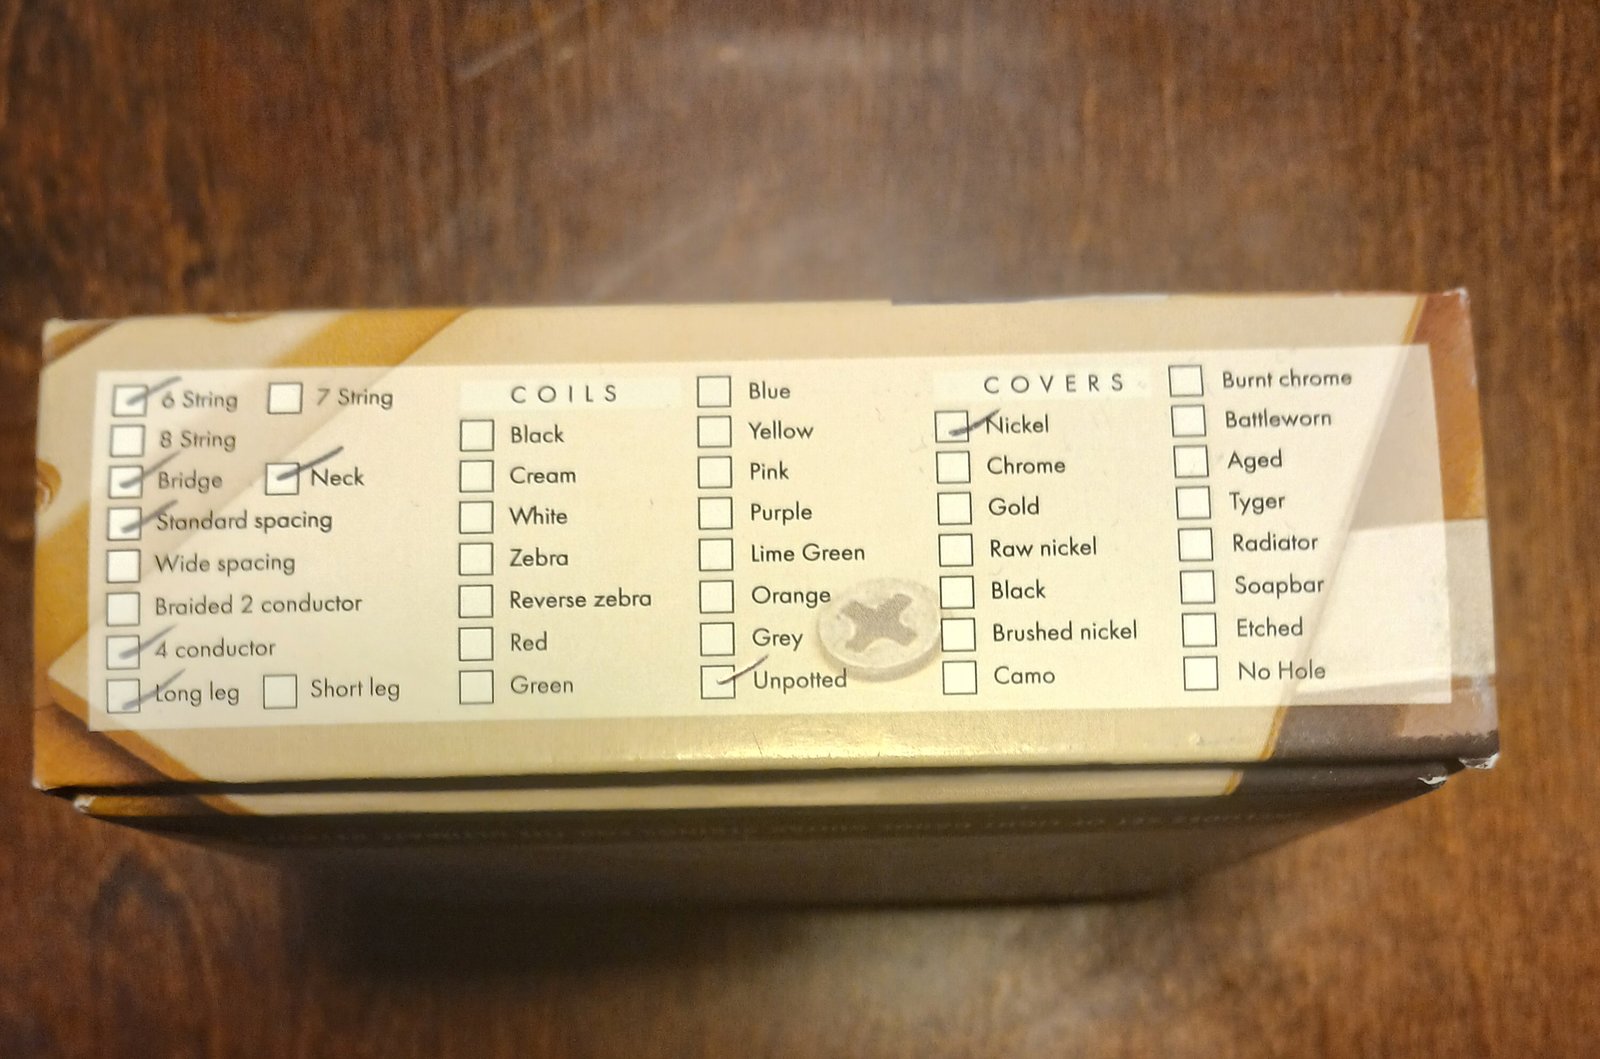 6 String 7 String
8 String
Bridge Neck
Standard spacing
Wide spacing
Braided 2 conductor
4 conductor
Long leg Short leg
COILS
Black
Cream
White
Zebra
Reverse zebra
Red
Green
Blue
Yellow
Pink
Purple
Lime Green
Orange
Grey
Unpotted
COVERS
Nickel
Chrome
Gold
Raw nickel
Black
Brushed nickel
Camo
Burnt chrome
Battleworn
Aged
Tyger
Radiator
Soapbar
Etched
No Hole